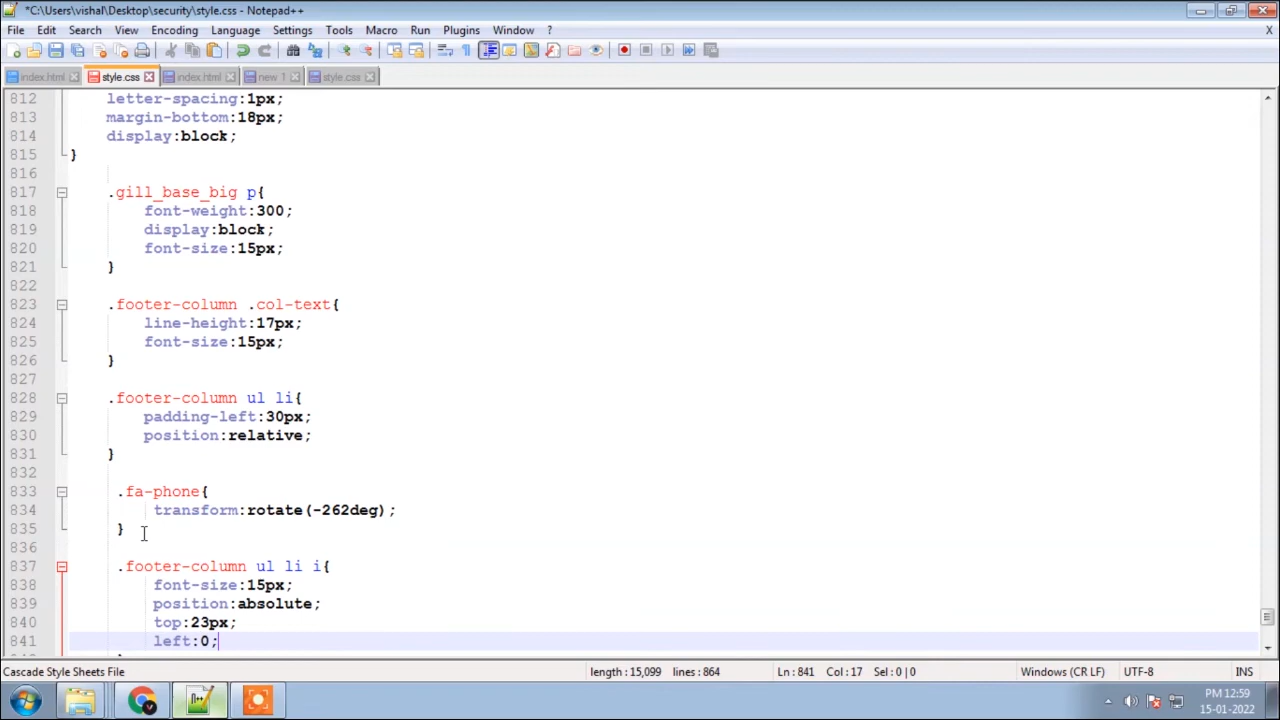 *C:\Users\vishal\Desktop\security\style.css - Notepad++
File Edit Search View Encoding Language Settings Tools Macro Run Plugins Window ? X
index.html style.css index.html new 1 style.css
812 letter-spacing:1px;
813 margin-bottom:18px;
814 display:block;
815 }
816
817 .gill_base_big p{
818 font-weight:300;
819 display:block;
820 font-size:15px;
821 }
822
823 .footer-column .col-text{
824 line-height:17px;
825 font-size:15px;
826 }
827
828 .footer-column ul li{
829 padding-left:30px;
830 position:relative;
831 }
832
833 .fa-phone{
834 transform:rotate(-262deg);
835 }
836
837 .footer-column ul li i{
838 font-size:15px;
839 position:absolute;
840 top:23px;
841 left:0;
Cascade Style Sheets File length : 15,099 lines : 864 Ln : 841 Col : 17 Sel : 0 | 0 Windows (CR LF) UTF-8 INS
PM 12:59
15-01-2022